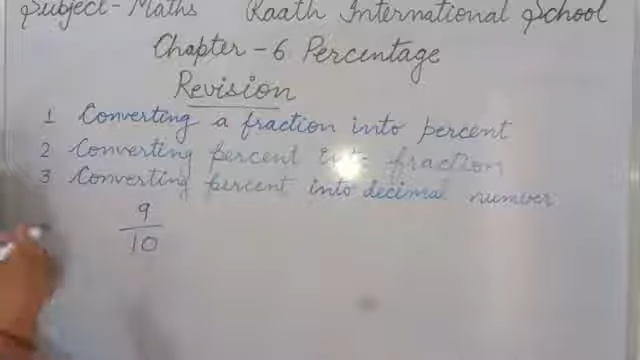 Subject - Maths Raath International School
Chapter - 6 Percentage
Revision
1 Converting a fraction into percent
2 Converting percent into fraction
3 Converting percent into decimal number
9
10